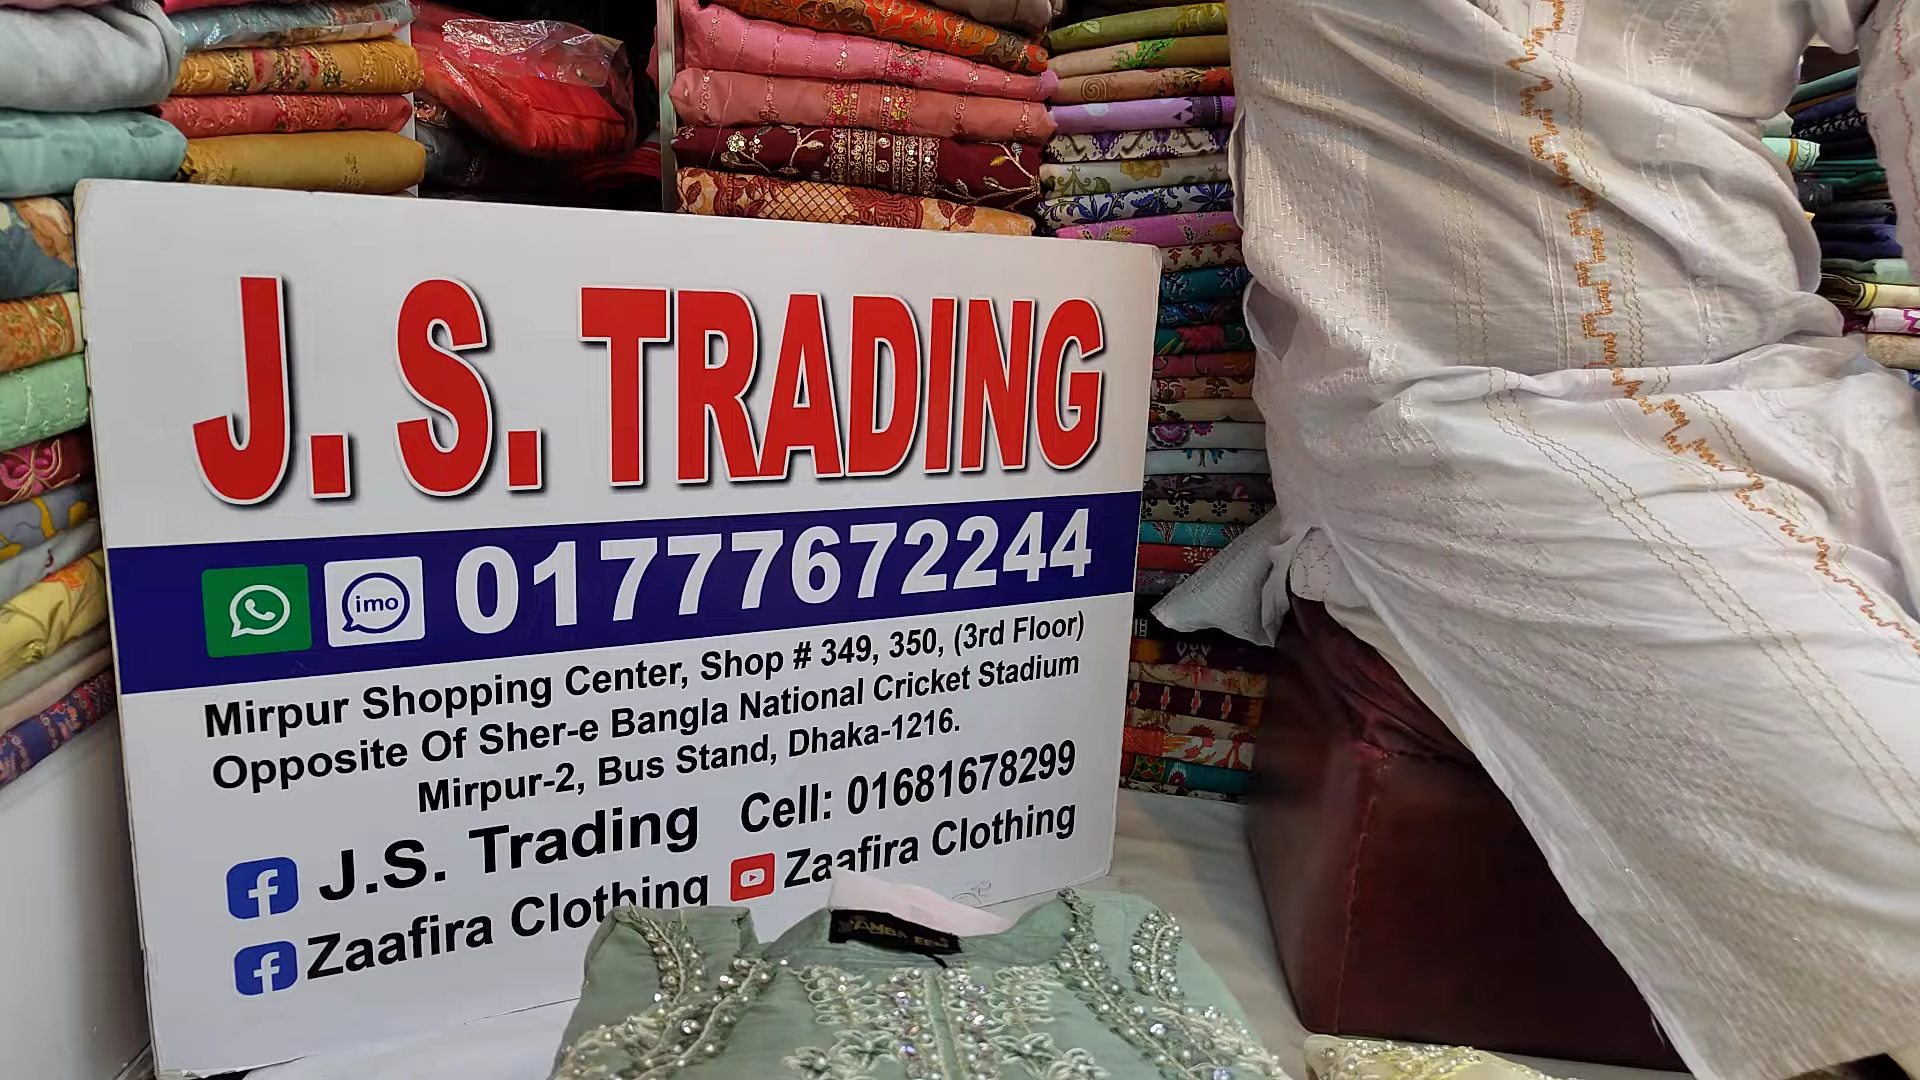 J. S. TRADING
imo 01777672244
Mirpur Shopping Center, Shop # 349, 350, (3rd Floor)
Opposite Of Sher-e Bangla National Cricket Stadium
Mirpur-2, Bus Stand, Dhaka-1216.
J.S. Trading Cell: 01681678299
Zaafira Clothing Zaafira Clothing